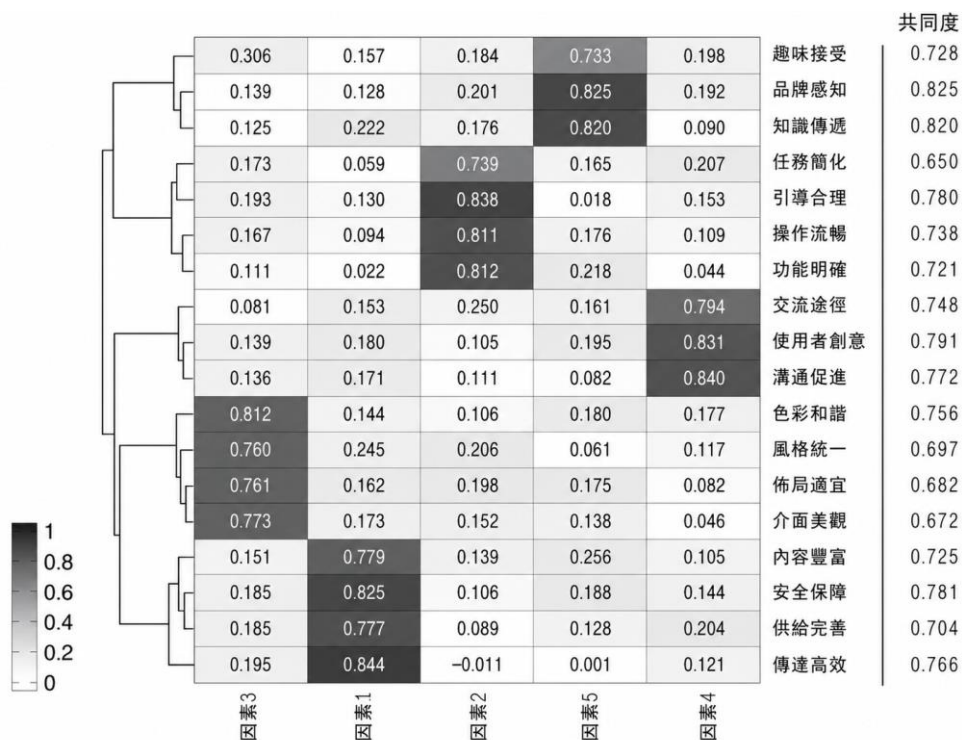 共同度
0.306 0.157 0.184 0.733 0.198 趣味接受 0.728
0.139 0.128 0.201 0.825 0.192 品牌感知 0.825
0.125 0.222 0.176 0.820 0.090 知識傳遞 0.820
0.173 0.059 0.739 0.165 0.207 任務簡化 0.650
0.193 0.130 0.838 0.018 0.153 引導合理 0.780
0.167 0.094 0.811 0.176 0.109 操作流暢 0.738
0.111 0.022 0.812 0.218 0.044 功能明確 0.721
0.081 0.153 0.250 0.161 0.794 交流途徑 0.748
0.139 0.180 0.105 0.195 0.831 使用者創意 0.791
0.136 0.171 0.111 0.082 0.840 溝通促進 0.772
0.812 0.144 0.106 0.180 0.177 色彩和諧 0.756
0.760 0.245 0.206 0.061 0.117 風格統一 0.697
0.761 0.162 0.198 0.175 0.082 佈局適宜 0.682
0.773 0.173 0.152 0.138 0.046 介面美觀 0.672
0.151 0.779 0.139 0.256 0.105 內容豐富 0.725
0.185 0.825 0.106 0.188 0.144 安全保障 0.781
0.185 0.777 0.089 0.128 0.204 供給完善 0.704
0.195 0.844 −0.011 0.001 0.121 傳達高效 0.766
1
0.8
0.6
0.4
0.2
0
因素3 因素1 因素2 因素5 因素4